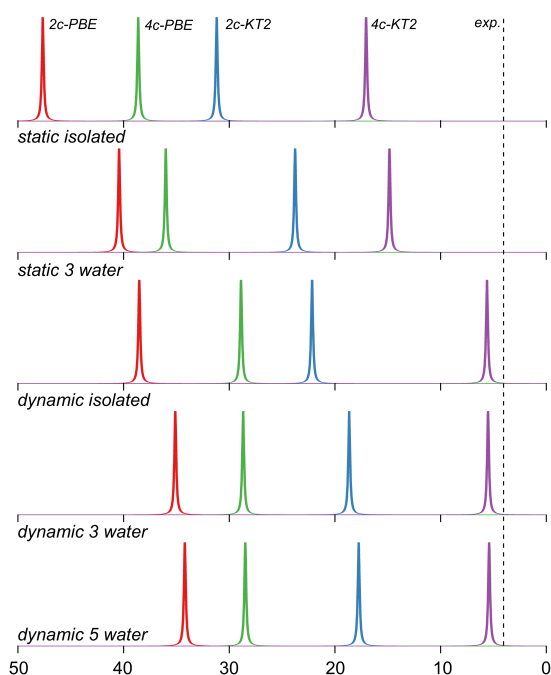 2c-PBE 4c-PBE 2c-KT2 4c-KT2 exp.
static isolated
static 3 water
dynamic isolated
dynamic 3 water
dynamic 5 water
50 40 30 20 10 0